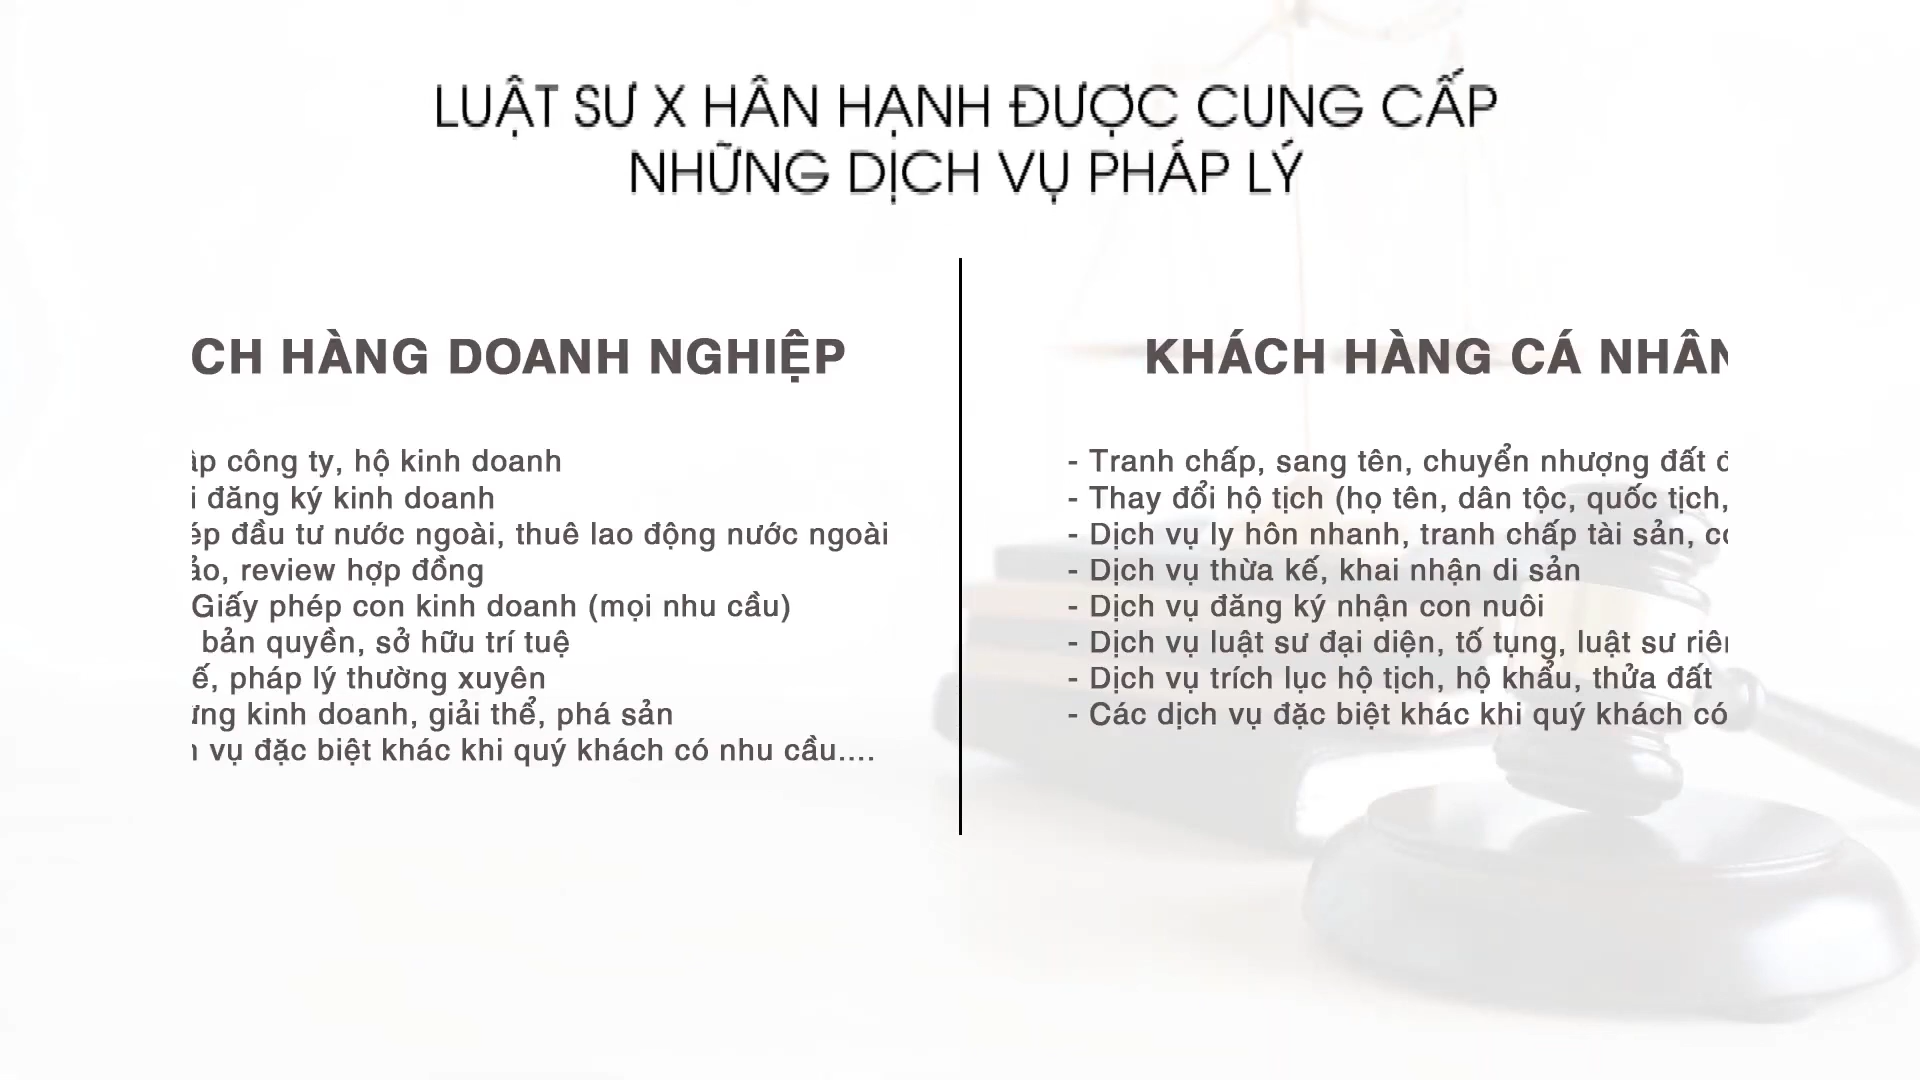 LUẬT SƯ X HÂN HẠNH ĐƯỢC CUNG CẤP
NHỮNG DỊCH VỤ PHÁP LÝ
CH HÀNG DOANH NGHIỆP
công ty, hộ kinh doanh
đăng ký kinh doanh
đầu tư nước ngoài, thuê lao động nước ngoài
review hợp đồng
Giấy phép con kinh doanh (mọi nhu cầu)
bản quyền, sở hữu trí tuệ
pháp lý thường xuyên
kinh doanh, giải thể, phá sản
vụ đặc biệt khác khi quý khách có nhu cầu....
KHÁCH HÀNG CÁ NHÂN
- Tranh chấp, sang tên, chuyển nhượng đất
- Thay đổi hộ tịch (họ tên, dân tộc, quốc tịch,
- Dịch vụ ly hôn nhanh, tranh chấp tài sản,
- Dịch vụ thừa kế, khai nhận di sản
- Dịch vụ đăng ký nhận con nuôi
- Dịch vụ luật sư đại diện, tố tụng, luật sư
- Dịch vụ trích lục hộ tịch, hộ khẩu, thửa đất
- Các dịch vụ đặc biệt khác khi quý khách có